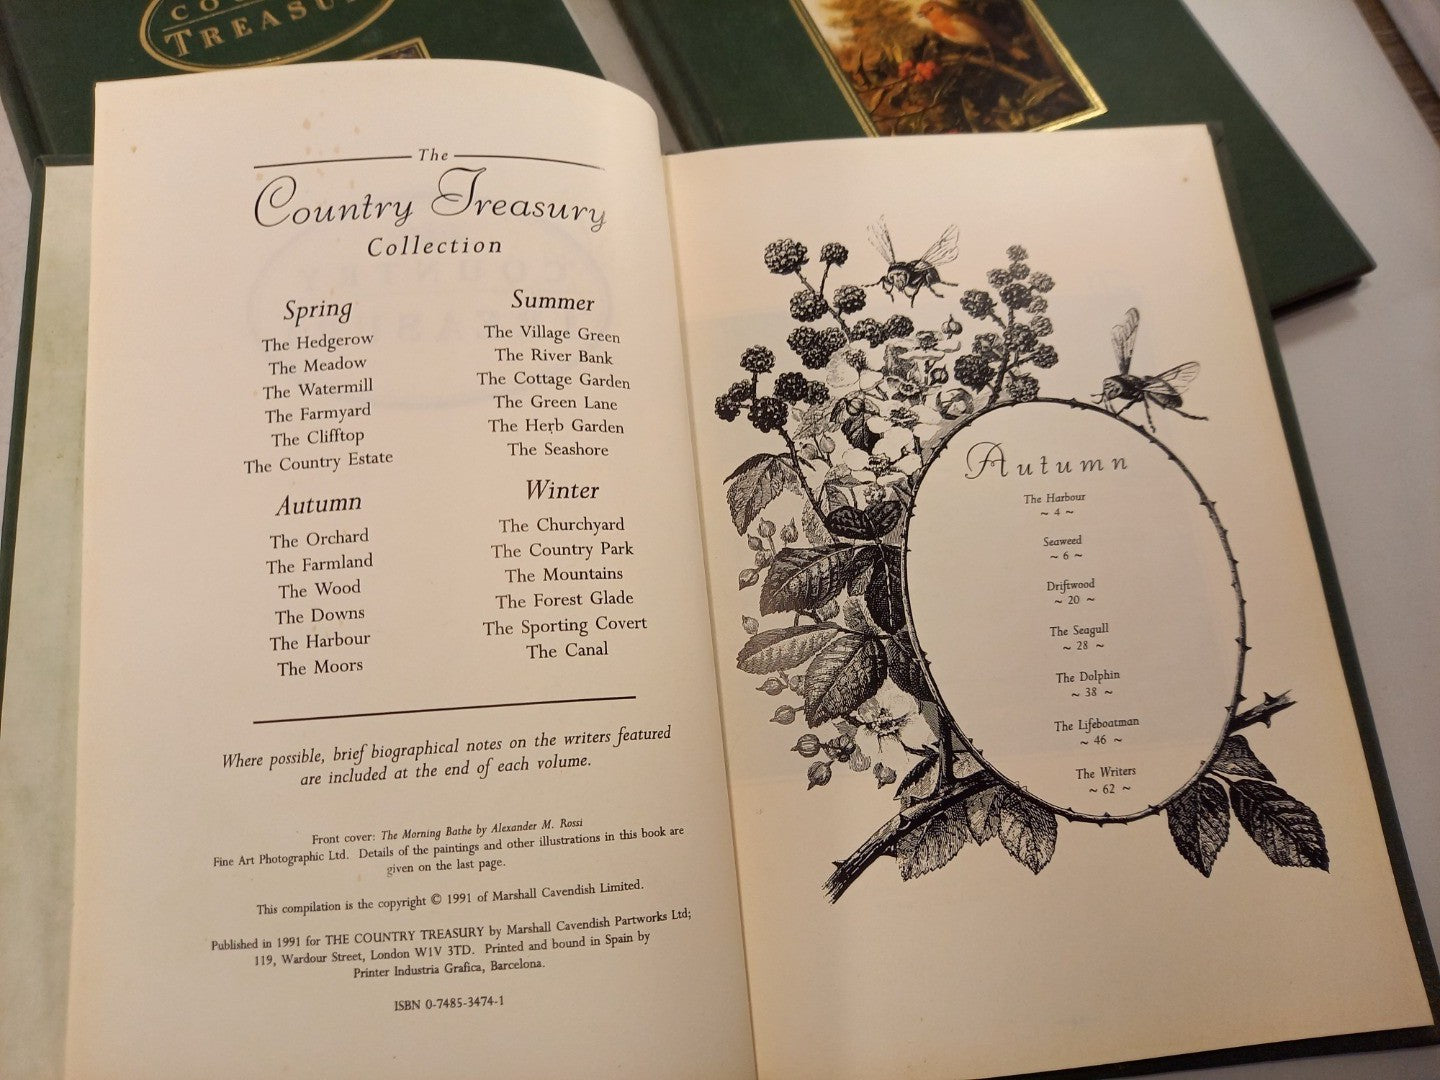 COU
TREASU
The
Country Treasury
Collection
Spring
The Hedgerow
The Meadow
The Watermill
The Farmyard
The Clifftop
The Country Estate
Summer
The Village Green
The River Bank
The Cottage Garden
The Green Lane
The Herb Garden
The Seashore
Autumn
The Orchard
The Farmland
The Wood
The Downs
The Harbour
The Moors
Winter
The Churchyard
The Country Park
The Mountains
The Forest Glade
The Sporting Covert
The Canal
Where possible, brief biographical notes on the writers featured
are included at the end of each volume.
Front cover: The Morning Bathe by Alexander M. Rossi
Fine Art Photographic Ltd. Details of the paintings and other illustrations in this book are
given on the last page.
This compilation is the copyright © 1991 of Marshall Cavendish Limited.
Published in 1991 for THE COUNTRY TREASURY by Marshall Cavendish Partworks Ltd;
119, Wardour Street, London W1V 3TD. Printed and bound in Spain by
Printer Industria Grafica, Barcelona.
ISBN 0-7485-3474-1
Autumn
The Harbour
~ 4 ~
Seaweed
~ 6 ~
Driftwood
~ 20 ~
The Seagull
~ 28 ~
The Dolphin
~ 38 ~
The Lifeboatman
~ 46 ~
The Writers
~ 62 ~